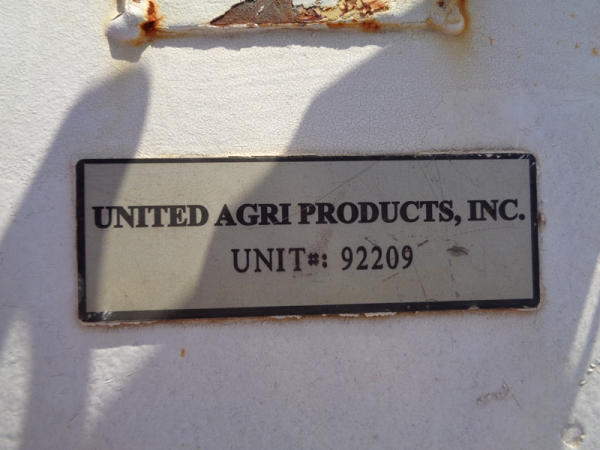 UNITED AGRI PRODUCTS, INC.
UNIT#: 92209